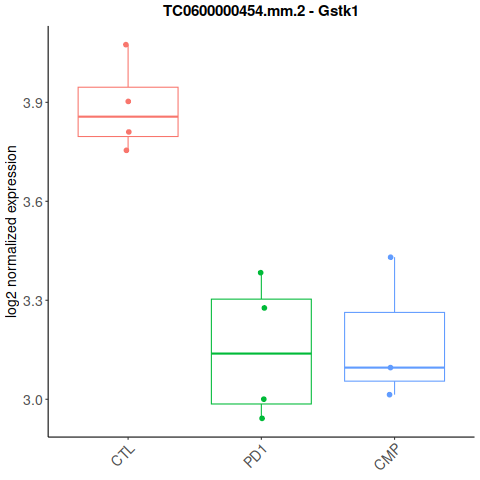 TC0600000454.mm.2 - Gstk1
log2 normalized expression
3.9
3.6
3.3
3.0
CTL
PD1
CMP